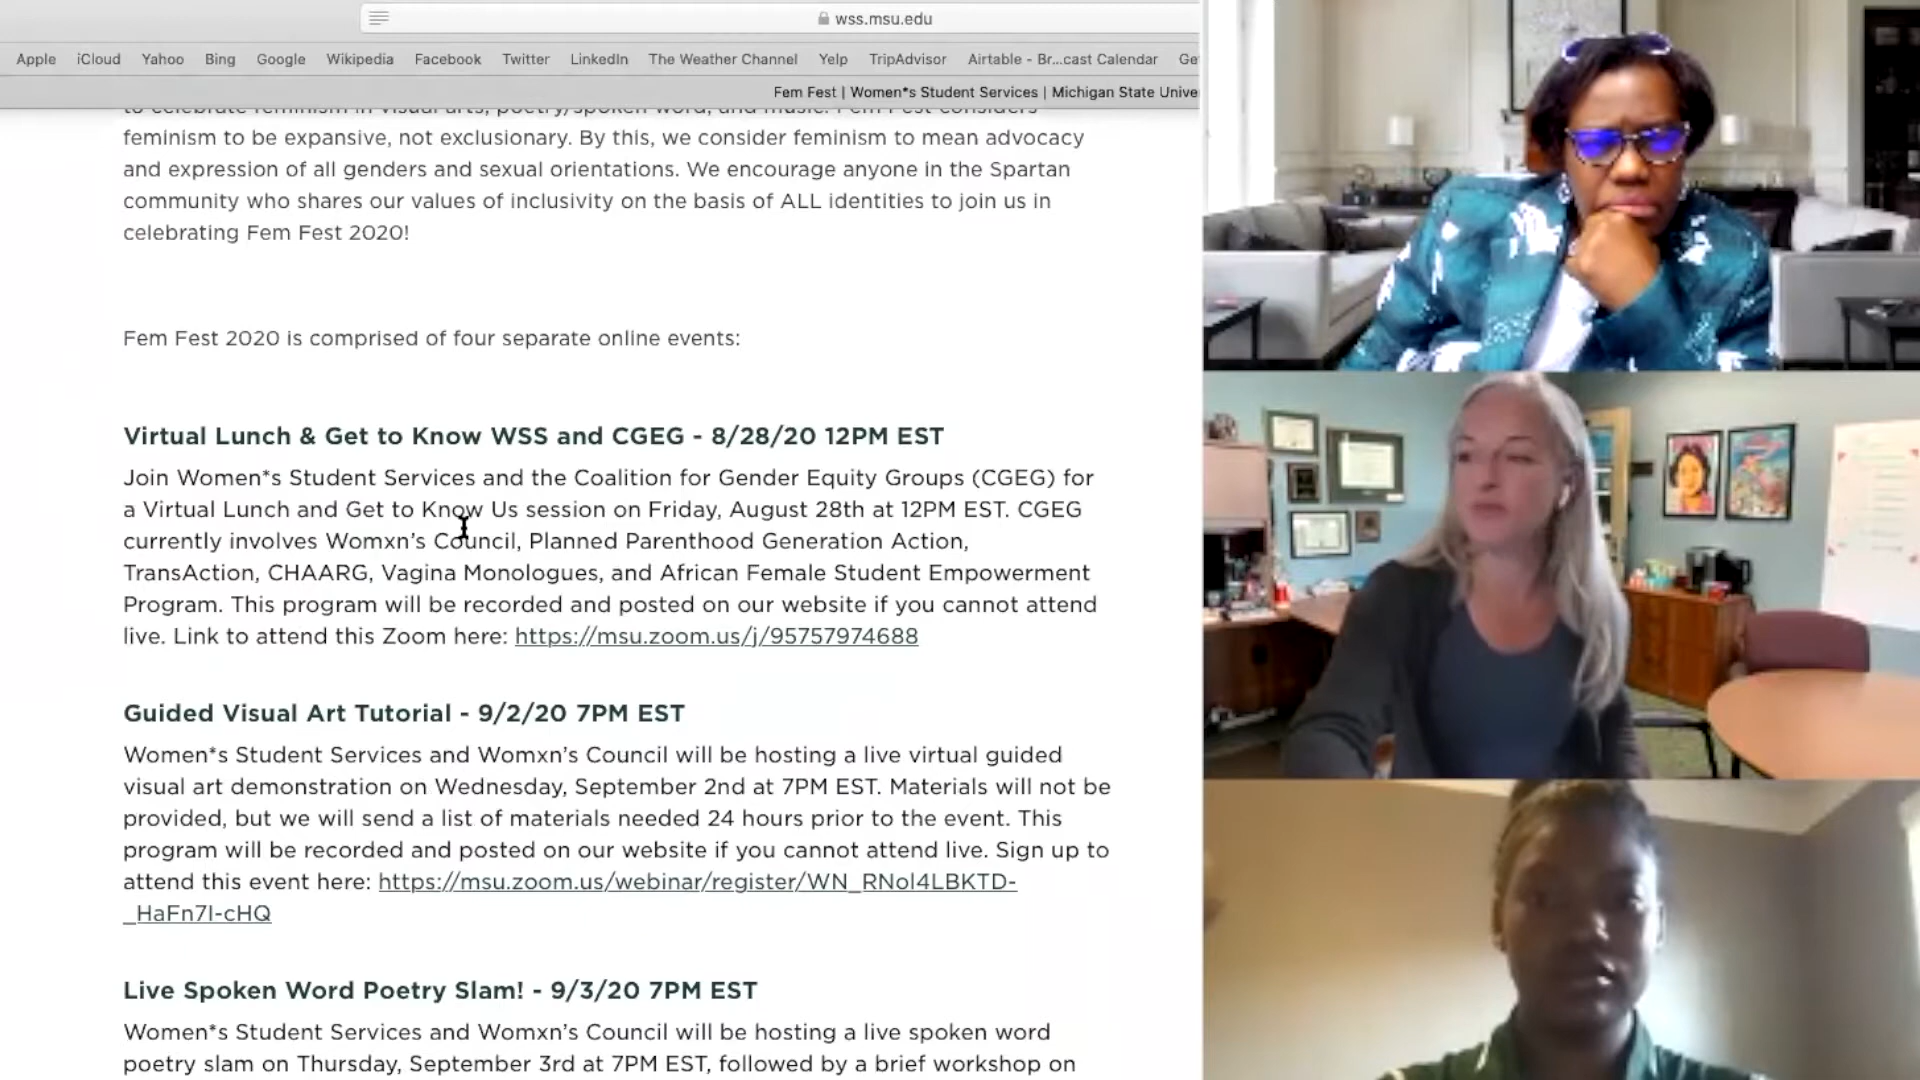 wss.msu.edu
Apple iCloud Yahoo Bing Google Wikipedia Facebook Twitter LinkedIn The Weather Channel Yelp TripAdvisor Airtable - Br...cast Calendar Ge
Fem Fest | Women*s Student Services | Michigan State Unive
to celebrate feminism in visual arts, poetry/spoken word, and music. Fem Fest considers
feminism to be expansive, not exclusionary. By this, we consider feminism to mean advocacy
and expression of all genders and sexual orientations. We encourage anyone in the Spartan
community who shares our values of inclusivity on the basis of ALL identities to join us in
celebrating Fem Fest 2020!
Fem Fest 2020 is comprised of four separate online events:
Virtual Lunch & Get to Know WSS and CGEG - 8/28/20 12PM EST
Join Women*s Student Services and the Coalition for Gender Equity Groups (CGEG) for
a Virtual Lunch and Get to Know Us session on Friday, August 28th at 12PM EST. CGEG
currently involves Womxn's Council, Planned Parenthood Generation Action,
TransAction, CHAARG, Vagina Monologues, and African Female Student Empowerment
Program. This program will be recorded and posted on our website if you cannot attend
live. Link to attend this Zoom here: https://msu.zoom.us/j/95757974688
Guided Visual Art Tutorial - 9/2/20 7PM EST
Women*s Student Services and Womxn's Council will be hosting a live virtual guided
visual art demonstration on Wednesday, September 2nd at 7PM EST. Materials will not be
provided, but we will send a list of materials needed 24 hours prior to the event. This
program will be recorded and posted on our website if you cannot attend live. Sign up to
attend this event here: https://msu.zoom.us/webinar/register/WN_RNol4LBKTD-
_HaFn7I-cHQ
Live Spoken Word Poetry Slam! - 9/3/20 7PM EST
Women*s Student Services and Womxn's Council will be hosting a live spoken word
poetry slam on Thursday, September 3rd at 7PM EST, followed by a brief workshop on